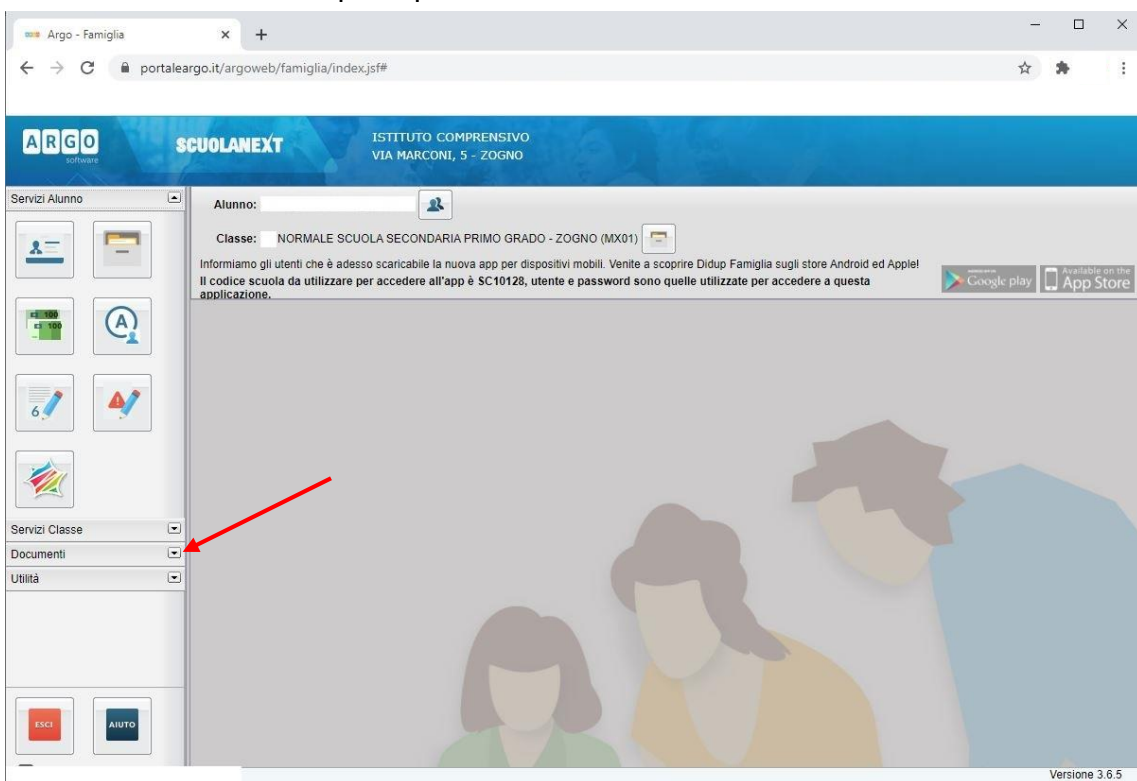 Argo - Famiglia
portaleargo.it/argoweb/famiglia/index.jsf#
ARGO
software
SCUOLANEXT
ISTITUTO COMPRENSIVO
VIA MARCONI, 5 - ZOGNO
Servizi Alunno
Alunno:
Classe: NORMALE SCUOLA SECONDARIA PRIMO GRADO - ZOGNO (MX01)
Informiamo gli utenti che è adesso scaricabile la nuova app per dispositivi mobili. Venite a scoprire Didup Famiglia sugli store Android ed Apple!
Il codice scuola da utilizzare per accedere all'app è SC10128, utente e password sono quelle utilizzate per accedere a questa
applicazione.
Google play
Available on the
App Store
100
100
A
6
Servizi Classe
Documenti
Utilità
ESCI
AIUTO
Versione 3.6.5